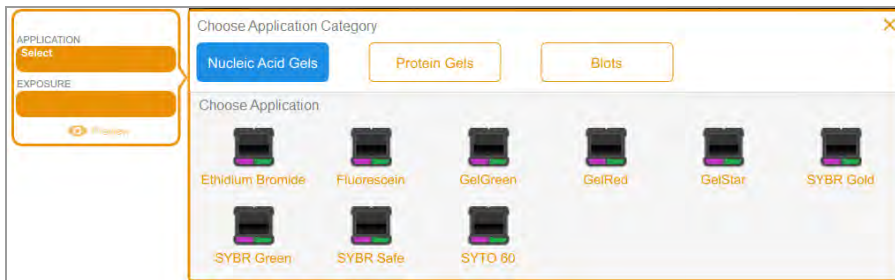 APPLICATION
Select
EXPOSURE
Preview
Choose Application Category
Nucleic Acid Gels
Protein Gels
Blots
Choose Application
Ethidium Bromide
Fluorescein
GelGreen
GelRed
GelStar
SYBR Gold
SYBR Green
SYBR Safe
SYTO 60